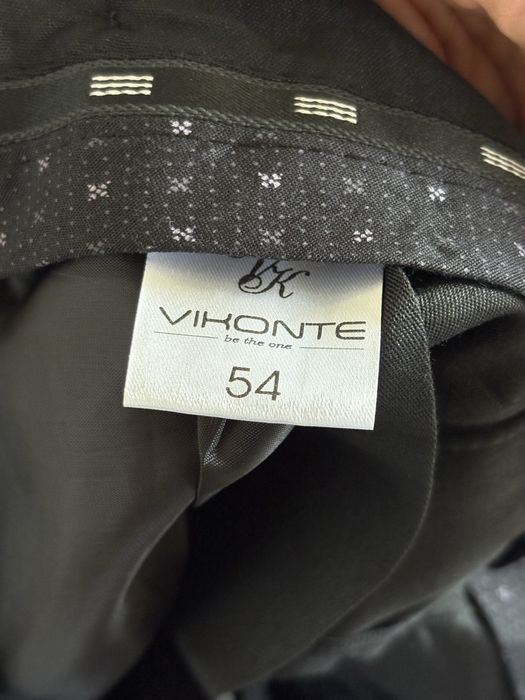 VK
VIKONTE
be the one
54